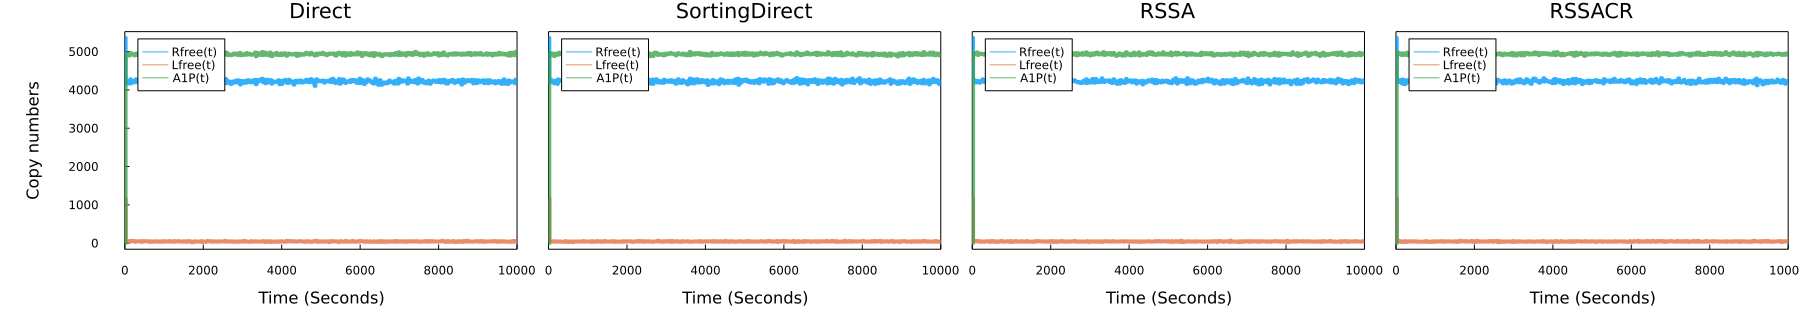 Direct
SortingDirect
RSSA
RSSACR
Copy numbers
5000
4000
3000
2000
1000
0
Rfree(t)
Lfree(t)
A1P(t)
Rfree(t)
Lfree(t)
A1P(t)
Rfree(t)
Lfree(t)
A1P(t)
Rfree(t)
Lfree(t)
A1P(t)
0 2000 4000 6000 8000 10000
0 2000 4000 6000 8000 10000
0 2000 4000 6000 8000 10000
0 2000 4000 6000 8000 1000
Time (Seconds)
Time (Seconds)
Time (Seconds)
Time (Seconds)